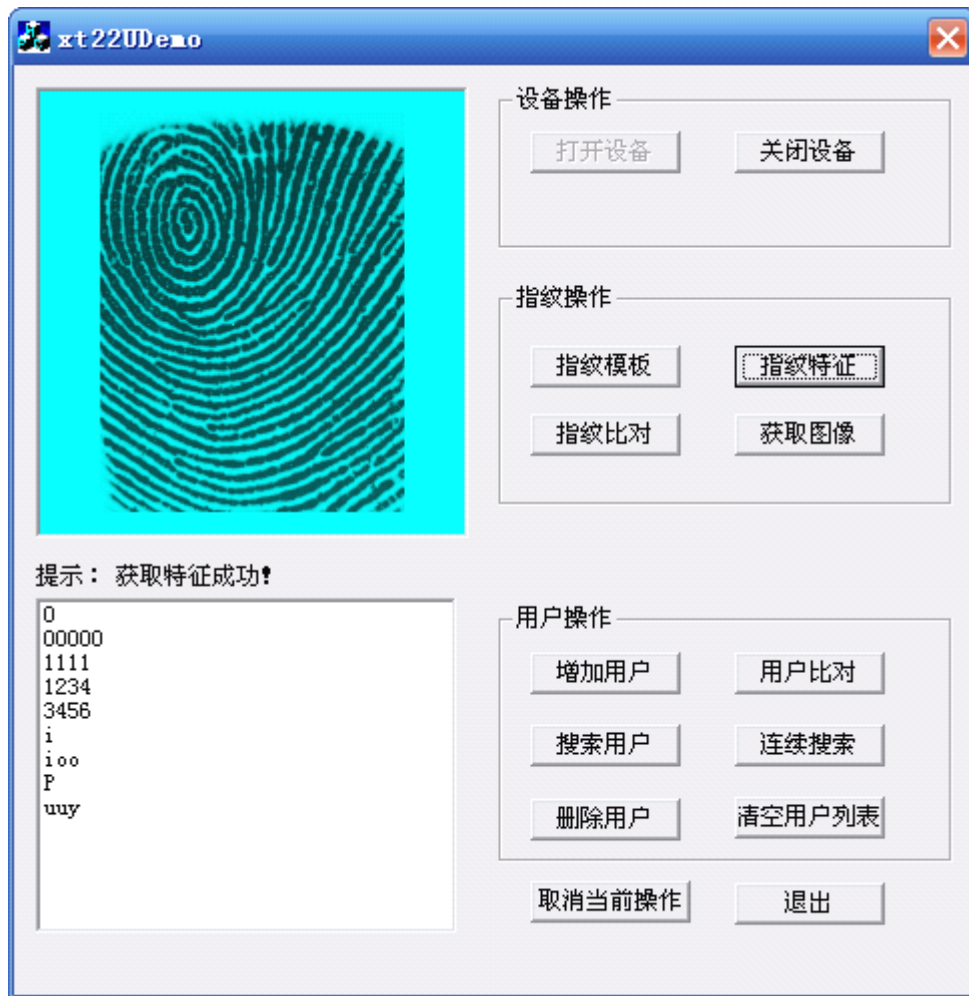 xt22UDemo
设备操作
打开设备 关闭设备
指纹操作
指纹模板 指纹特征
指纹比对 获取图像
提示： 获取特征成功！
0
00000
1111
1234
3456
i
ioo
P
uuy
用户操作
增加用户 用户比对
搜索用户 连续搜索
删除用户 清空用户列表
取消当前操作 退出